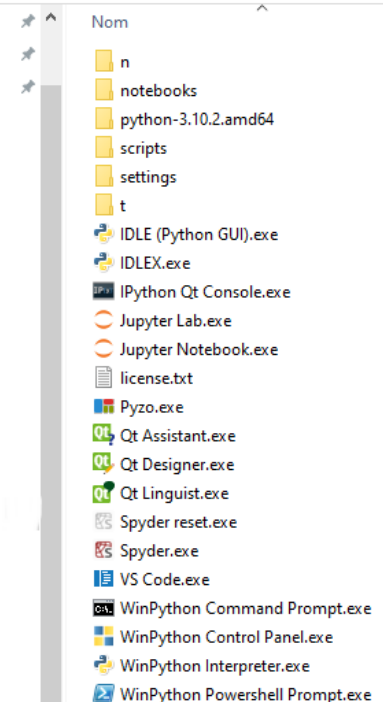 Nom
n
notebooks
python-3.10.2.amd64
scripts
settings
t
IDLE (Python GUI).exe
IDLEX.exe
IPython Qt Console.exe
Jupyter Lab.exe
Jupyter Notebook.exe
license.txt
Pyzo.exe
Qt Assistant.exe
Qt Designer.exe
Qt Linguist.exe
Spyder reset.exe
Spyder.exe
VS Code.exe
WinPython Command Prompt.exe
WinPython Control Panel.exe
WinPython Interpreter.exe
WinPython Powershell Prompt.exe